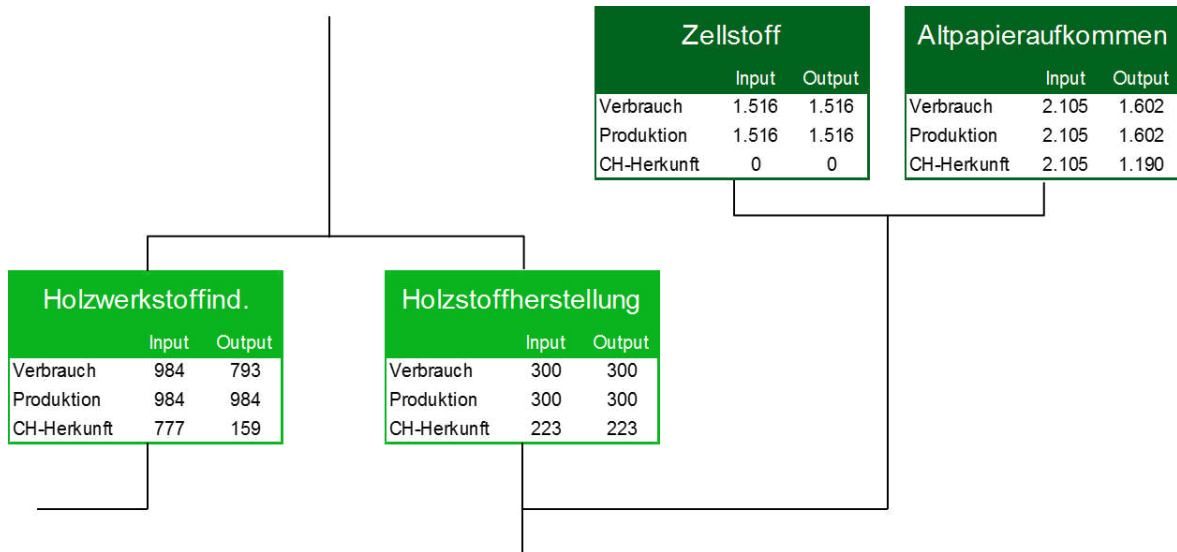 Zellstoff
Input Output
Verbrauch 1.516 1.516
Produktion 1.516 1.516
CH-Herkunft 0 0
Altpapieraufkommen
Input Output
Verbrauch 2.105 1.602
Produktion 2.105 1.602
CH-Herkunft 2.105 1.190
Holzwerkstoffind.
Input Output
Verbrauch 984 793
Produktion 984 984
CH-Herkunft 777 159
Holzstoffherstellung
Input Output
Verbrauch 300 300
Produktion 300 300
CH-Herkunft 223 223